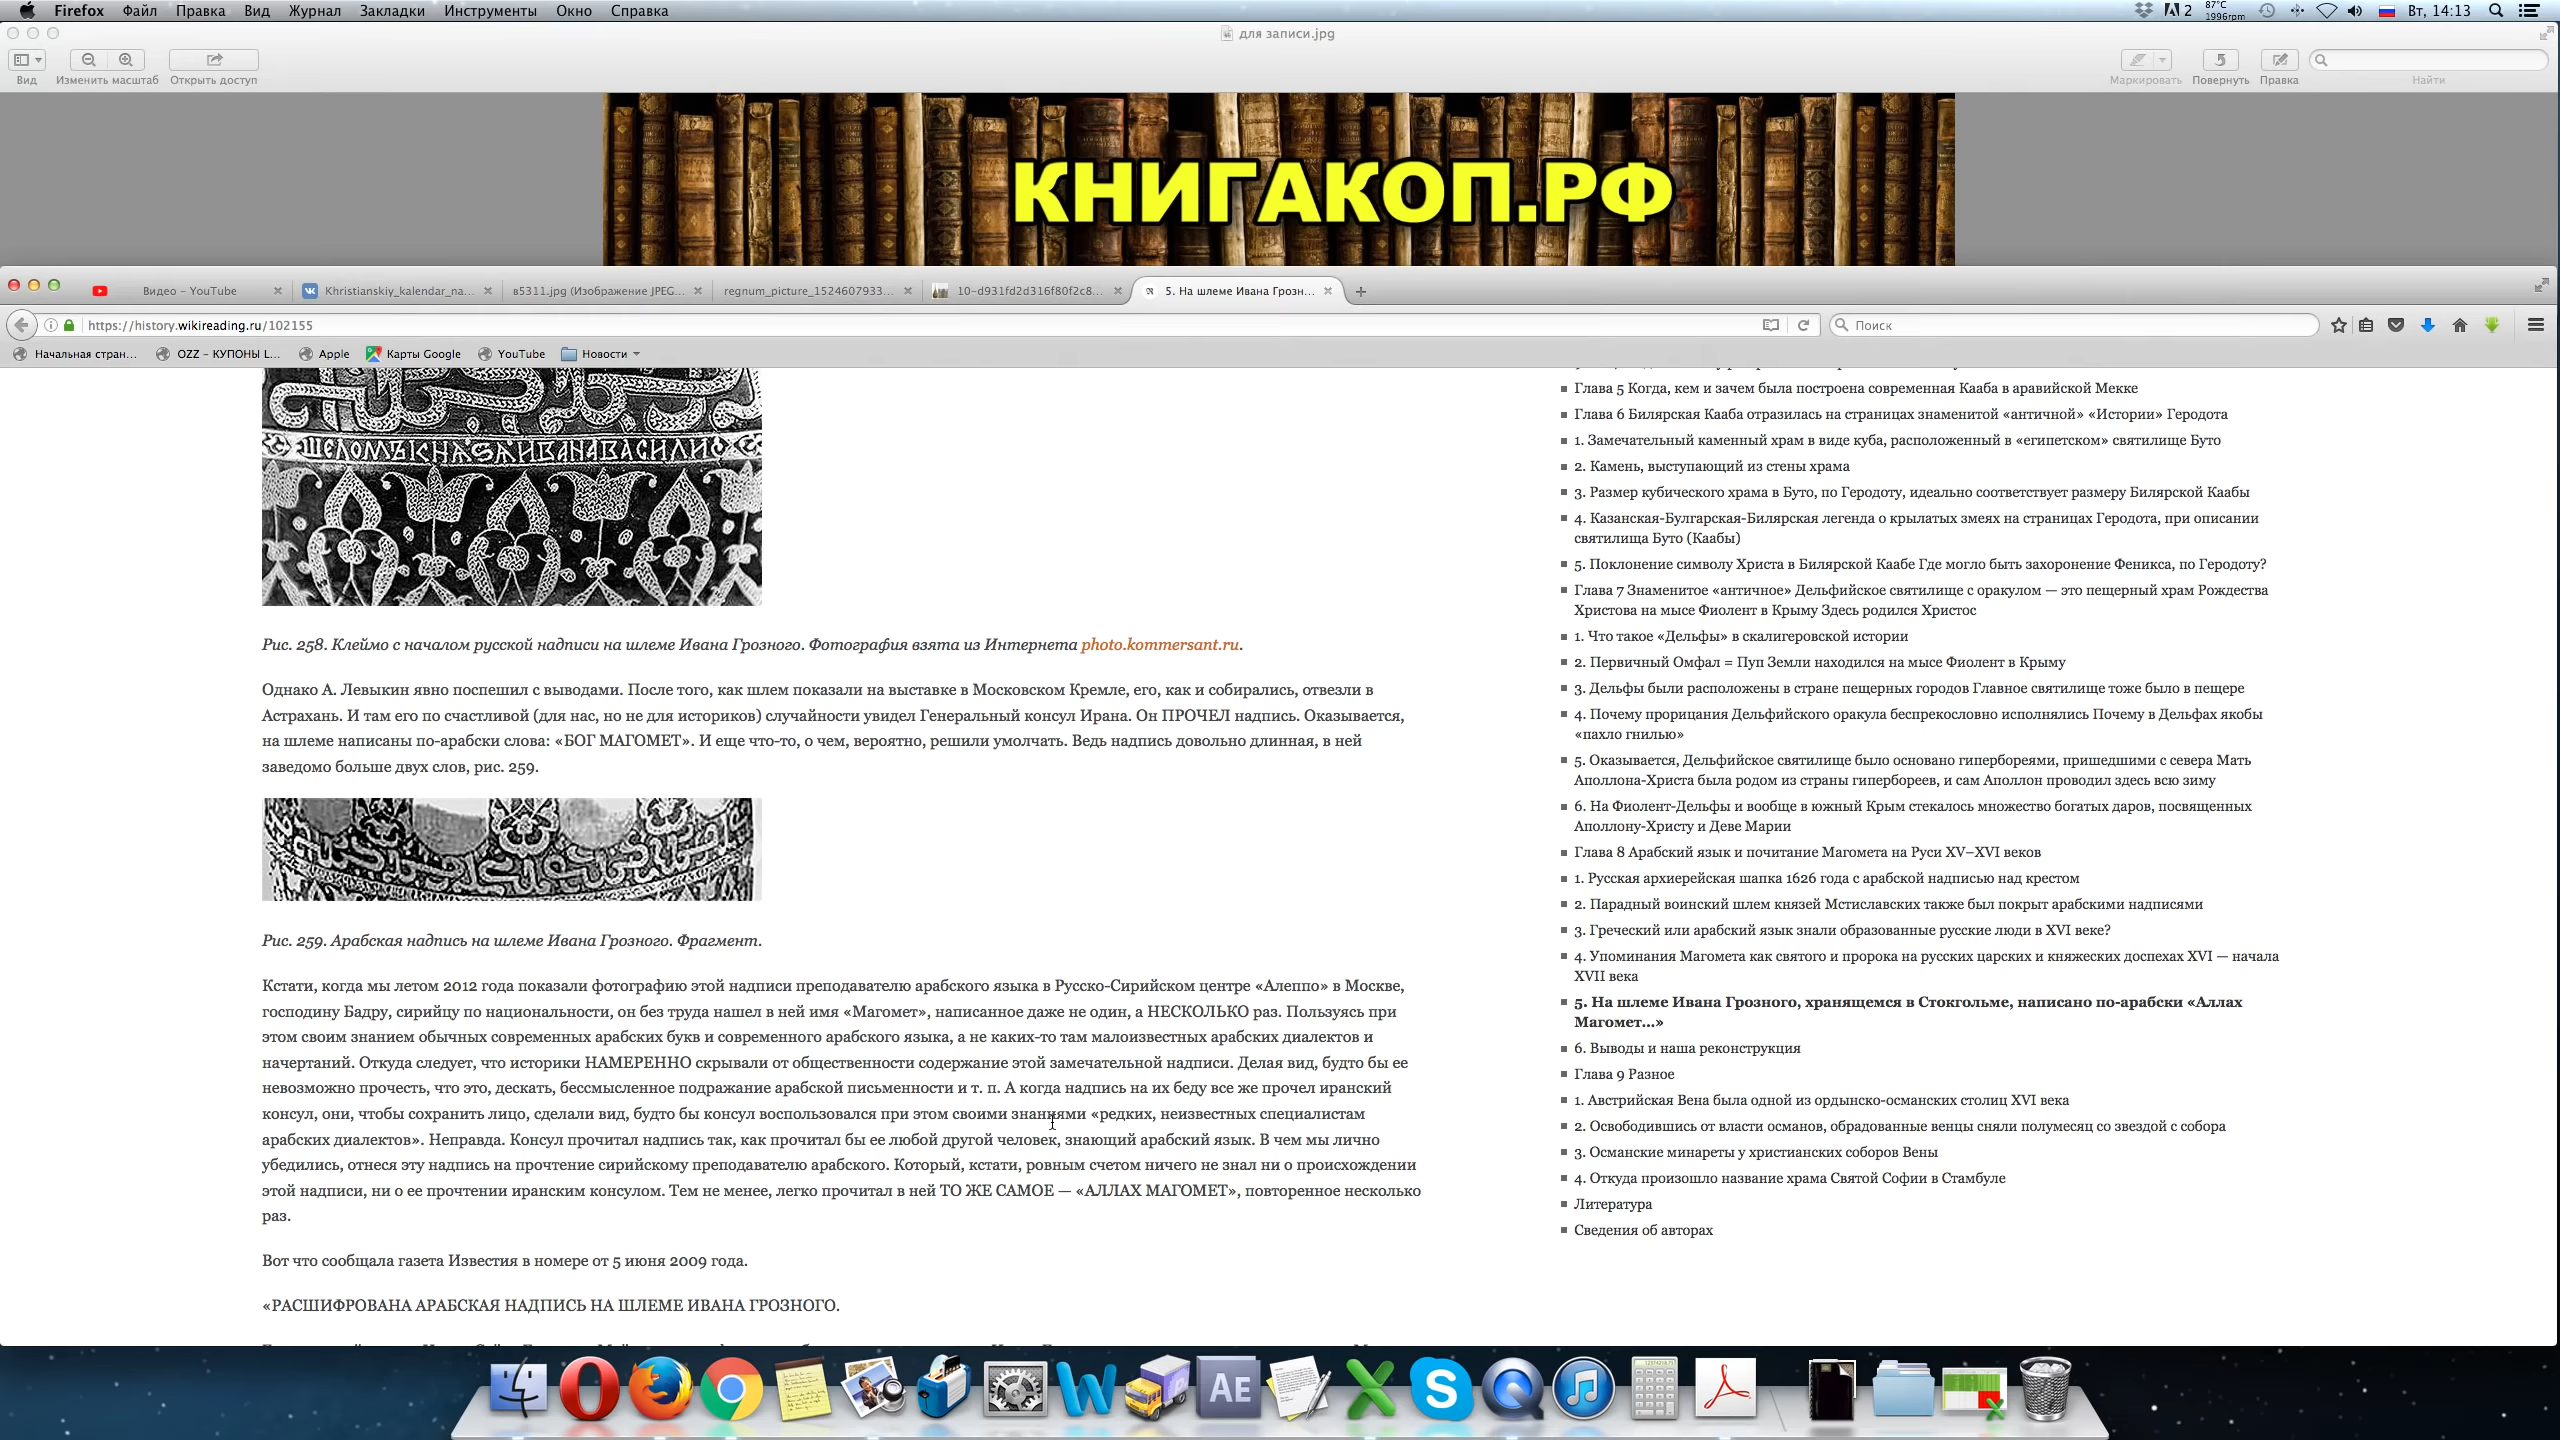 Firefox Файл Правка Вид Журнал Закладки Инструменты Окно Справка
2 87°C 1996rpm Вт, 14:13
для записи.jpg
Вид Изменить масштаб Открыть доступ Маркировать Повернуть Правка Найти
КНИГАКОП.РФ
Видео – YouTube Khristianskiy_kalendar_na... в5311.jpg (Изображение JPEG... regnum_picture_1524607933... 10-d931fd2d316f80f2c8... 5. На шлеме Ивана Грозн...
https://history.wikireading.ru/102155 Поиск
Начальная стран... OZZ – КУПОНЫ L... Apple Карты Google YouTube Новости
ШЕЛОМЪ КНАЅА ИВАНА ВАСИЛИ
Рис. 258. Клеймо с началом русской надписи на шлеме Ивана Грозного. Фотография взята из Интернета photo.kommersant.ru.
Однако А. Левыкин явно поспешил с выводами. После того, как шлем показали на выставке в Московском Кремле, его, как и собирались, отвезли в
Астрахань. И там его по счастливой (для нас, но не для историков) случайности увидел Генеральный консул Ирана. Он ПРОЧЕЛ надпись. Оказывается,
на шлеме написаны по-арабски слова: «БОГ МАГОМЕТ». И еще что-то, о чем, вероятно, решили умолчать. Ведь надпись довольно длинная, в ней
заведомо больше двух слов, рис. 259.
Рис. 259. Арабская надпись на шлеме Ивана Грозного. Фрагмент.
Кстати, когда мы летом 2012 года показали фотографию этой надписи преподавателю арабского языка в Русско-Сирийском центре «Алеппо» в Москве,
господину Бадру, сирийцу по национальности, он без труда нашел в ней имя «Магомет», написанное даже не один, а НЕСКОЛЬКО раз. Пользуясь при
этом своим знанием обычных современных арабских букв и современного арабского языка, а не каких-то там малоизвестных арабских диалектов и
начертаний. Откуда следует, что историки НАМЕРЕННО скрывали от общественности содержание этой замечательной надписи. Делая вид, будто бы ее
невозможно прочесть, что это, дескать, бессмысленное подражание арабской письменности и т. п. А когда надпись на их беду все же прочел иранский
консул, они, чтобы сохранить лицо, сделали вид, будто бы консул воспользовался при этом своими знаниями «редких, неизвестных специалистам
арабских диалектов». Неправда. Консул прочитал надпись так, как прочитал бы ее любой другой человек, знающий арабский язык. В чем мы лично
убедились, отнеся эту надпись на прочтение сирийскому преподавателю арабского. Который, кстати, ровным счетом ничего не знал ни о происхождении
этой надписи, ни о ее прочтении иранским консулом. Тем не менее, легко прочитал в ней ТО ЖЕ САМОЕ — «АЛЛАХ МАГОМЕТ», повторенное несколько
раз.
Вот что сообщала газета Известия в номере от 5 июня 2009 года.
«РАСШИФРОВАНА АРАБСКАЯ НАДПИСЬ НА ШЛЕМЕ ИВАНА ГРОЗНОГО.
Глава 5 Когда, кем и зачем была построена современная Кааба в аравийской Мекке
Глава 6 Билярская Кааба отразилась на страницах знаменитой «античной» «Истории» Геродота
1. Замечательный каменный храм в виде куба, расположенный в «египетском» святилище Буто
2. Камень, выступающий из стены храма
3. Размер кубического храма в Буто, по Геродоту, идеально соответствует размеру Билярской Каабы
4. Казанская-Булгарская-Билярская легенда о крылатых змеях на страницах Геродота, при описании
святилища Буто (Каабы)
5. Поклонение символу Христа в Билярской Каабе Где могло быть захоронение Феникса, по Геродоту?
Глава 7 Знаменитое «античное» Дельфийское святилище с оракулом — это пещерный храм Рождества
Христова на мысе Фиолент в Крыму Здесь родился Христос
1. Что такое «Дельфы» в скалигеровской истории
2. Первичный Омфал = Пуп Земли находился на мысе Фиолент в Крыму
3. Дельфы были расположены в стране пещерных городов Главное святилище тоже было в пещере
4. Почему прорицания Дельфийского оракула беспрекословно исполнялись Почему в Дельфах якобы
«пахло гнилью»
5. Оказывается, Дельфийское святилище было основано гипербореями, пришедшими с севера Мать
Аполлона-Христа была родом из страны гипербореев, и сам Аполлон проводил здесь всю зиму
6. На Фиолент-Дельфы и вообще в южный Крым стекалось множество богатых даров, посвященных
Аполлону-Христу и Деве Марии
Глава 8 Арабский язык и почитание Магомета на Руси XV–XVI веков
1. Русская архиерейская шапка 1626 года с арабской надписью над крестом
2. Парадный воинский шлем князей Мстиславских также был покрыт арабскими надписями
3. Греческий или арабский язык знали образованные русские люди в XVI веке?
4. Упоминания Магомета как святого и пророка на русских царских и княжеских доспехах XVI — начала
XVII века
5. На шлеме Ивана Грозного, хранящемся в Стокгольме, написано по-арабски «Аллах
Магомет…»
6. Выводы и наша реконструкция
Глава 9 Разное
1. Австрийская Вена была одной из ордынско-османских столиц XVI века
2. Освободившись от власти османов, обрадованные венцы сняли полумесяц со звездой с собора
3. Османские минареты у христианских соборов Вены
4. Откуда произошло название храма Святой Софии в Стамбуле
Литература
Сведения об авторах
AE